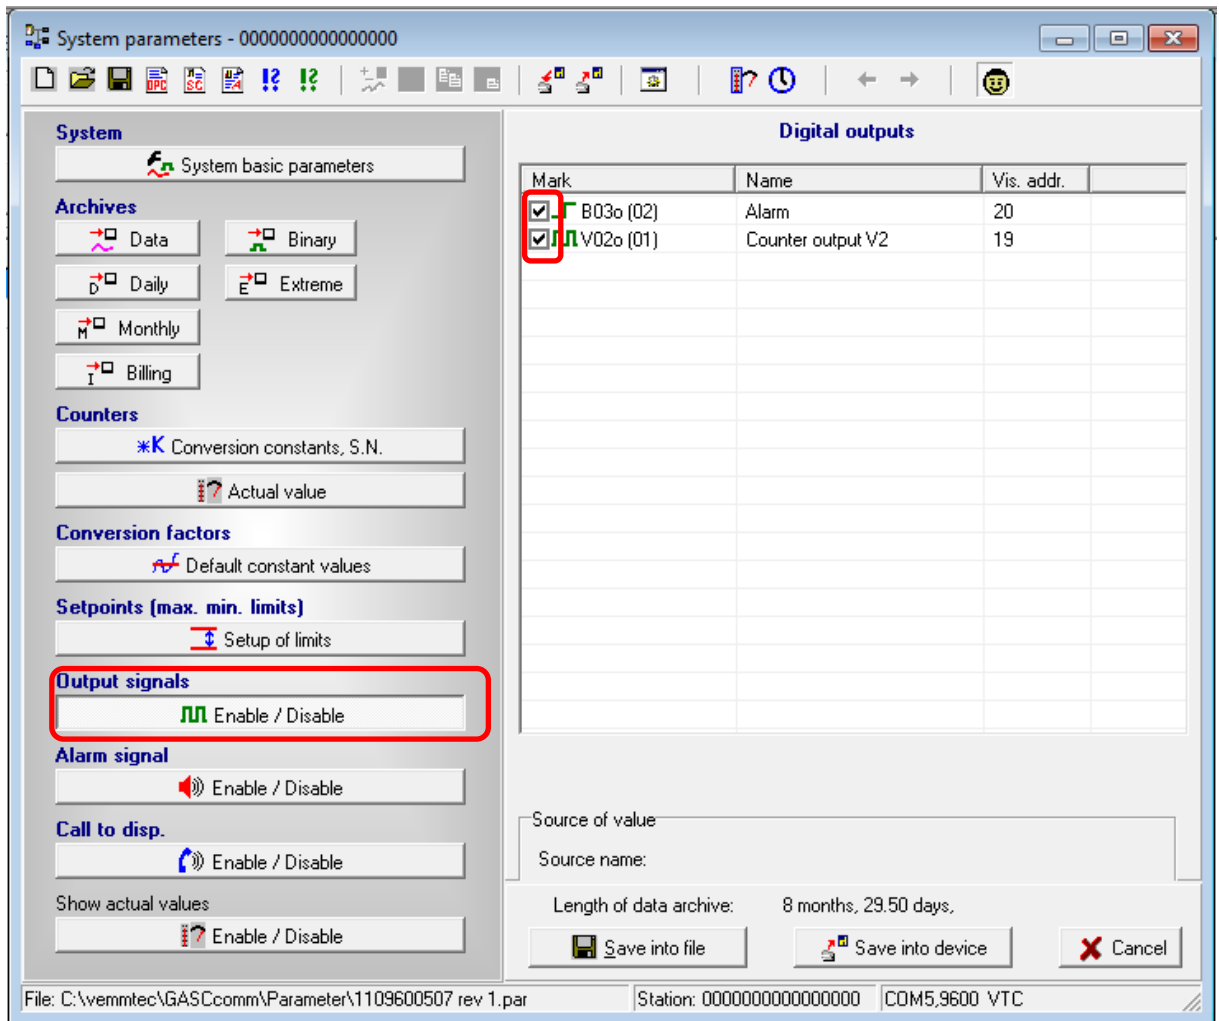 System parameters - 0000000000000000
System
System basic parameters
Archives
Data
Binary
Daily
Extreme
Monthly
Billing
Counters
Conversion constants, S.N.
Actual value
Conversion factors
Default constant values
Setpoints (max. min. limits)
Setup of limits
Output signals
Enable / Disable
Alarm signal
Enable / Disable
Call to disp.
Enable / Disable
Show actual values
Enable / Disable
Digital outputs
Mark Name Vis. addr.
B03o (02) Alarm 20
V02o (01) Counter output V2 19
Source of value
Source name:
Length of data archive: 8 months, 29.50 days,
Save into file Save into device Cancel
File: C:\vemmtec\GASCcomm\Parameter\1109600507 rev 1.par Station: 0000000000000000 COM5,9600 VTC